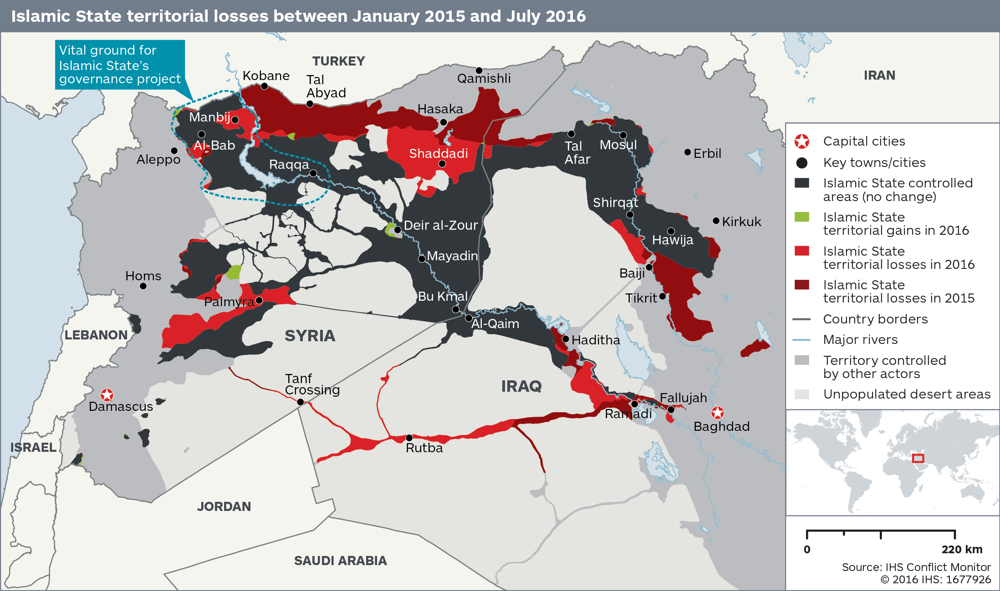 Islamic State territorial losses between January 2015 and July 2016
Vital ground for
Islamic State's
governance project
TURKEY
IRAN
Kobane
Tal
Abyad
Qamishli
Hasaka
Manbij
Al-Bab
Aleppo
Raqqa
Shaddadi
Tal
Afar
Mosul
Erbil
Shirqat
Kirkuk
Deir al-Zour
Hawija
Mayadin
Baiji
Homs
Tikrit
Bu Kmal
Palmyra
Al-Qaim
LEBANON
SYRIA
Haditha
Tanf
Crossing
IRAQ
Damascus
Fallujah
Ramadi
Baghdad
ISRAEL
Rutba
JORDAN
SAUDI ARABIA
Capital cities
Key towns/cities
Islamic State controlled
areas (no change)
Islamic State
territorial gains in 2016
Islamic State
territorial losses in 2016
Islamic State
territorial losses in 2015
Country borders
Major rivers
Territory controlled
by other actors
Unpopulated desert areas
0
220 km
Source: IHS Conflict Monitor
© 2016 IHS: 1677926